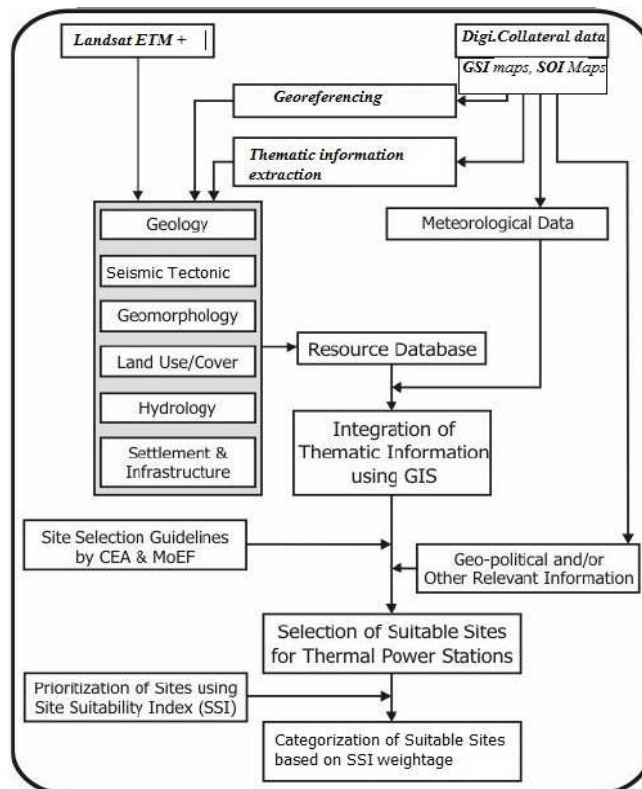 Landsat ETM + |
Digi.Collateral data
GSI maps, SOI Maps
Georeferencing
Thematic information
extraction
Geology
Meteorological Data
Seismic Tectonic
Geomorphology
Resource Database
Land Use/Cover
Hydrology
Integration of
Thematic Information
using GIS
Settlement &
Infrastructure
Site Selection Guidelines
by CEA & MoEF
Geo-political and/or
Other Relevant Information
Selection of Suitable Sites
for Thermal Power Stations
Prioritization of Sites using
Site Suitability Index (SSI)
Categorization of Suitable Sites
based on SSI weightage